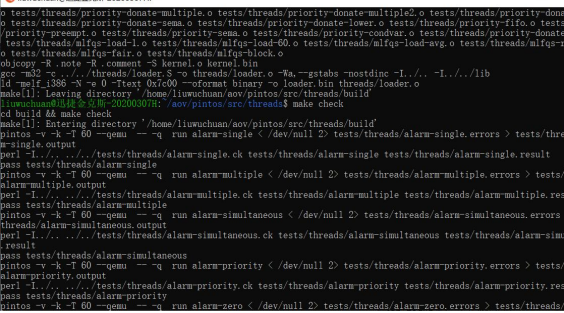 o tests/threads/priority-donate-multiple.o tests/threads/priority-donate-multiple2.o tests/threads/priority-donate-
o tests/threads/priority-donate-sema.o tests/threads/priority-donate-lower.o tests/threads/priority-fifo.o tests/
/priority-preempt.o tests/threads/priority-sema.o tests/threads/priority-condvar.o tests/threads/priority-donate-
o tests/threads/mlfqs-load-1.o tests/threads/mlfqs-load-60.o tests/threads/mlfqs-load-avg.o tests/threads/mlfqs-r
o tests/threads/mlfqs-fair.o tests/threads/mlfqs-block.o
objcopy -R .note -R .comment -S kernel.o kernel.bin
gcc -m32 -c ../../threads/loader.S -o threads/loader.o -Wa,--gstabs -nostdinc -I../.. -I../../lib
ld -melf_i386 -N -e 0 -Ttext 0x7c00 --oformat binary -o loader.bin threads/loader.o
make[1]: Leaving directory '/home/liuwuchuan/aov/pintos/src/threads/build'
liuwuchuan@迅捷金克斯-20200307H:~/aov/pintos/src/threads$ make check
cd build && make check
make[1]: Entering directory '/home/liuwuchuan/aov/pintos/src/threads/build'
pintos -v -k -T 60 --qemu -- -q run alarm-single < /dev/null 2> tests/threads/alarm-single.errors > tests/thre
m-single.output
perl -I../.. ../../tests/threads/alarm-single.ck tests/threads/alarm-single tests/threads/alarm-single.result
pass tests/threads/alarm-single
pintos -v -k -T 60 --qemu -- -q run alarm-multiple < /dev/null 2> tests/threads/alarm-multiple.errors > tests/
alarm-multiple.output
perl -I../.. ../../tests/threads/alarm-multiple.ck tests/threads/alarm-multiple tests/threads/alarm-multiple.res
pass tests/threads/alarm-multiple
pintos -v -k -T 60 --qemu -- -q run alarm-simultaneous < /dev/null 2> tests/threads/alarm-simultaneous.errors
threads/alarm-simultaneous.output
perl -I../.. ../../tests/threads/alarm-simultaneous.ck tests/threads/alarm-simultaneous tests/threads/alarm-simu
.result
pass tests/threads/alarm-simultaneous
pintos -v -k -T 60 --qemu -- -q run alarm-priority < /dev/null 2> tests/threads/alarm-priority.errors > tests/
alarm-priority.output
perl -I../.. ../../tests/threads/alarm-priority.ck tests/threads/alarm-priority tests/threads/alarm-priority.res
pass tests/threads/alarm-priority
pintos -v -k -T 60 --qemu -- -q run alarm-zero < /dev/null 2> tests/threads/alarm-zero.errors > tests/threads/